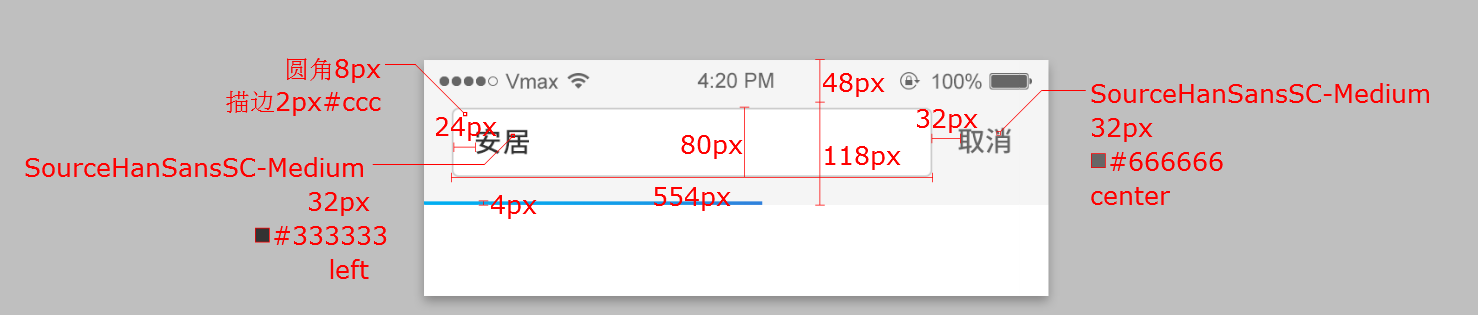 圆角8px
描边2px#ccc
Vmax
4:20 PM
100%
48px
SourceHanSansSC-Medium
32px
#666666
center
24px
安居
80px
118px
32px
取消
SourceHanSansSC-Medium
32px
#333333
left
554px
4px